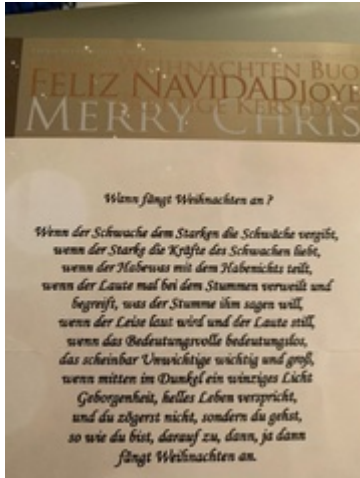 WEIHNACHTEN BUO
FELIZ NAVIDAD JOYE
MERRY CHRIS
Wann fängt Weihnachten an ?
Wenn der Schwache dem Starken die Schwäche vergibt,
wenn der Starke die Kräfte des Schwachen liebt,
wenn der Habewas mit dem Habenichts teilt,
wenn der Laute mal bei dem Stummen verweilt und
begreift, was der Stumme ihm sagen will,
wenn der Leise laut wird und der Laute still,
wenn das Bedeutungsvolle bedeutungslos,
das scheinbar Unwichtige wichtig und groß,
wenn mitten im Dunkel ein winziges Licht
Geborgenheit, helles Leben verspricht,
und du zögerst nicht, sondern du gehst,
so wie du bist, darauf zu, dann, ja dann
fängt Weihnachten an.